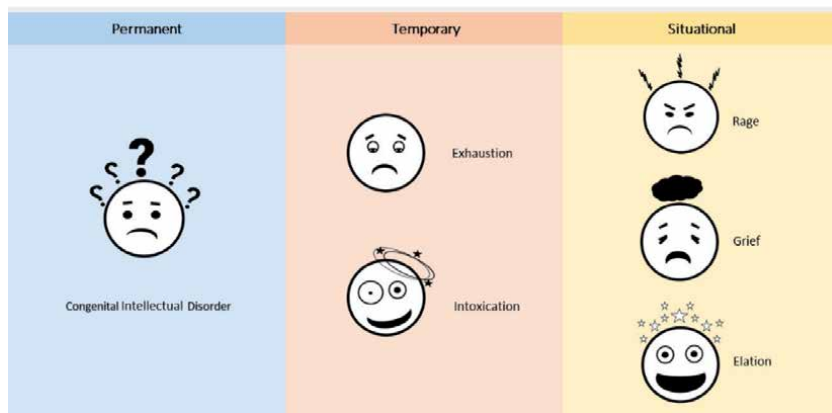 Permanent
Temporary
Situational
Congenital Intellectual Disorder
Exhaustion
Intoxication
Rage
Grief
Elation